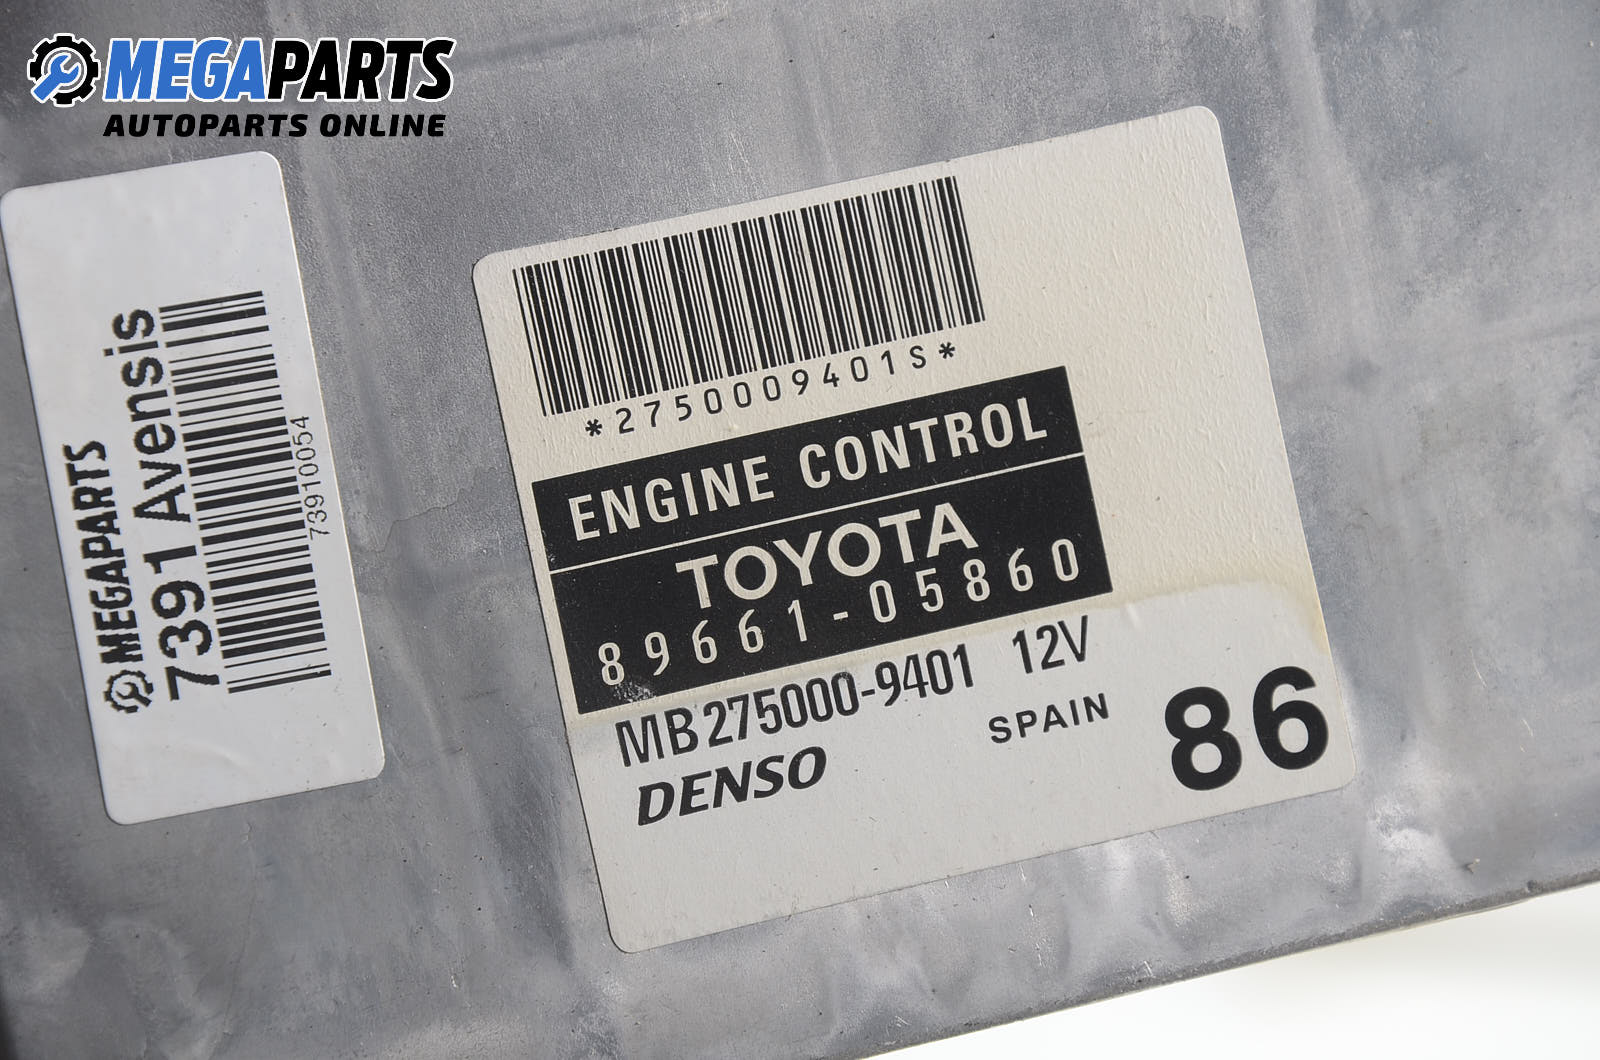 MEGAPARTS
AUTOPARTS ONLINE
MEGAPARTS
7391 Avensis
73910054
*2750009401S*
ENGINE CONTROL
TOYOTA
89661-05860
MB275000-9401 12V
DENSO SPAIN 86